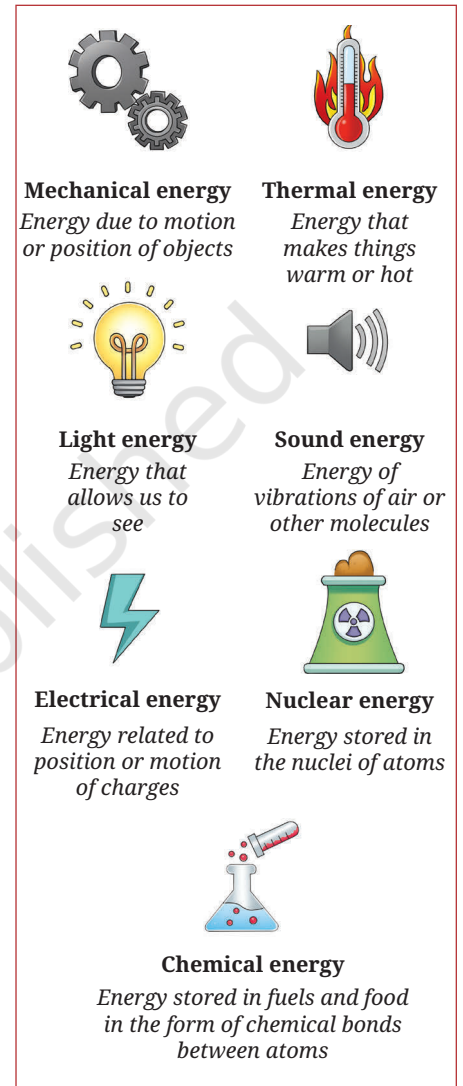 Mechanical energy
Energy due to motion
or position of objects
Thermal energy
Energy that
makes things
warm or hot
Light energy
Energy that
allows us to
see
Sound energy
Energy of
vibrations of air or
other molecules
Electrical energy
Energy related to
position or motion
of charges
Nuclear energy
Energy stored in
the nuclei of atoms
Chemical energy
Energy stored in fuels and food
in the form of chemical bonds
between atoms